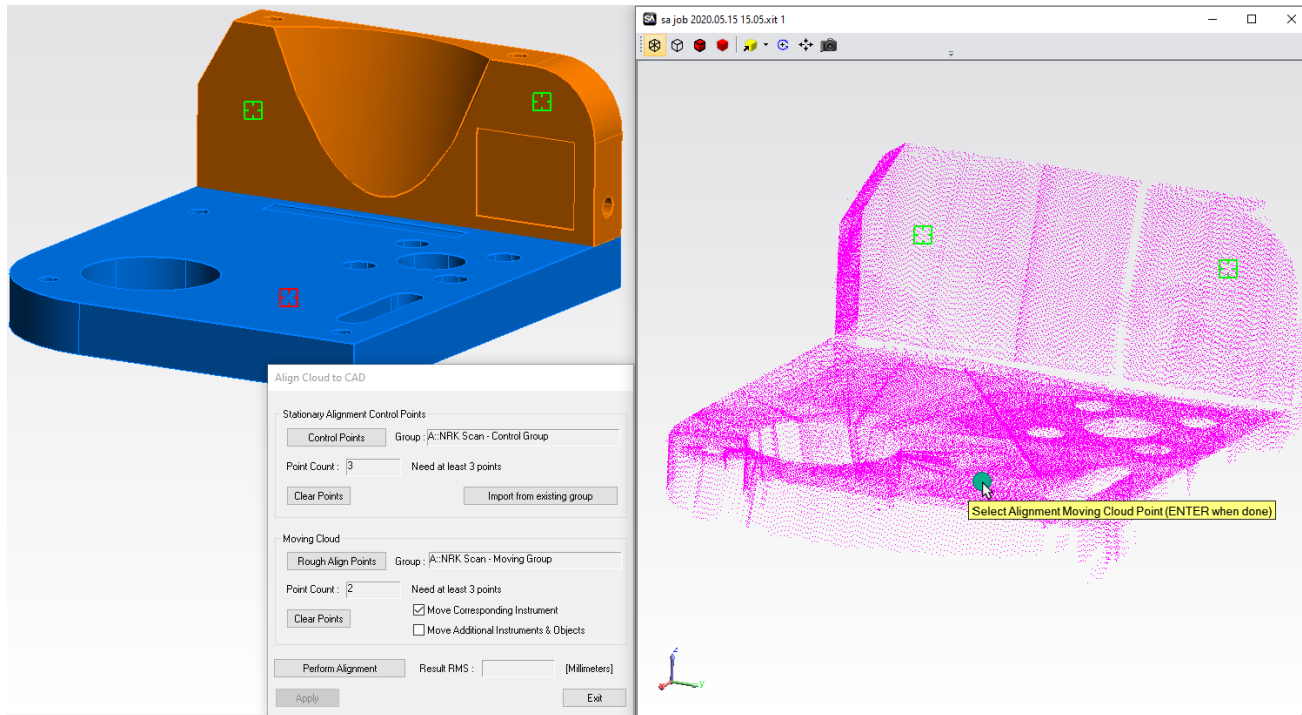 SA sa job 2020.05.15 15.05.xit 1
Select Alignment Moving Cloud Point (ENTER when done)
z
y
Align Cloud to CAD
Stationary Alignment Control Points
Control Points Group : A::NRK Scan - Control Group
Point Count : 3 Need at least 3 points
Clear Points Import from existing group
Moving Cloud
Rough Align Points Group : A::NRK Scan - Moving Group
Point Count : 2 Need at least 3 points
Move Corresponding Instrument
Clear Points
Move Additional Instruments & Objects
Perform Alignment Result RMS : [Millimeters]
Apply Exit